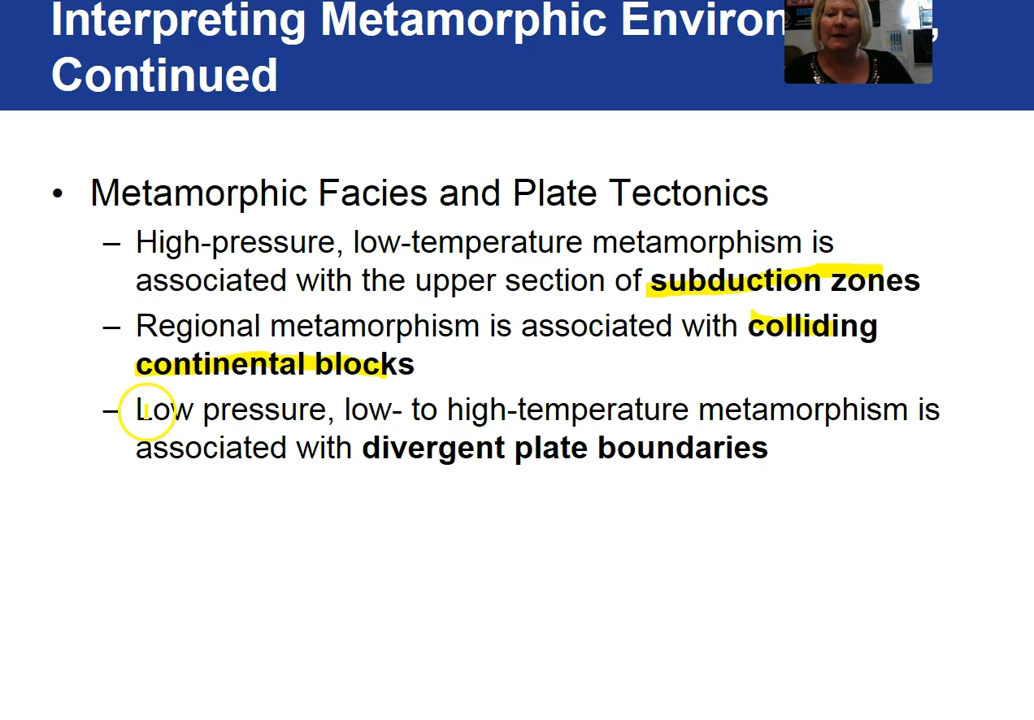 Interpreting Metamorphic
Continued
• Metamorphic Facies and Plate Tectonics
– High-pressure, low-temperature metamorphism is
associated with the upper section of subduction zones
– Regional metamorphism is associated with colliding
continental blocks
– Low pressure, low- to high-temperature metamorphism is
associated with divergent plate boundaries